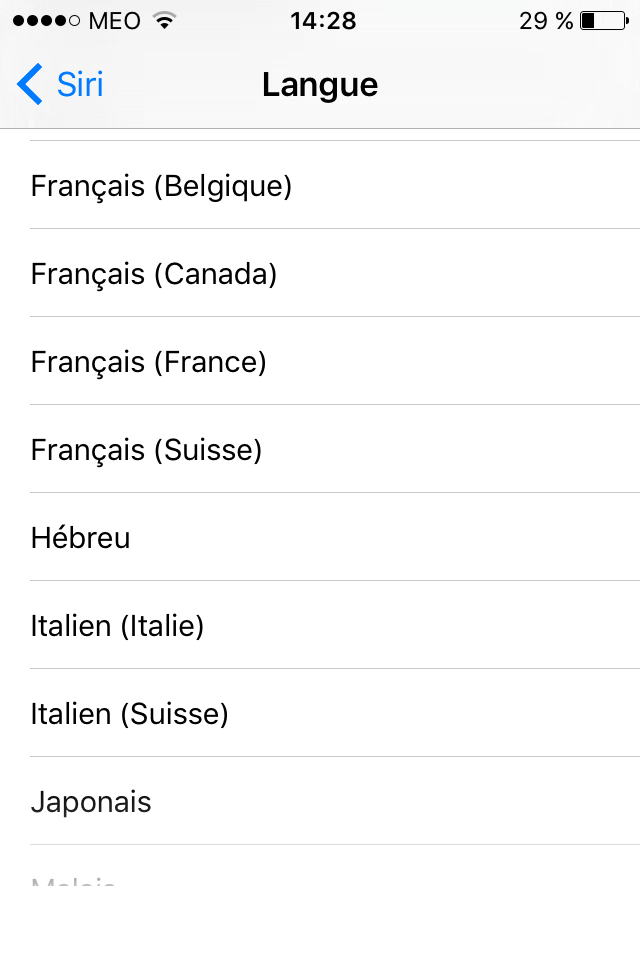 MEO 14:28 29 %
Siri Langue
Français (Belgique)
Français (Canada)
Français (France)
Français (Suisse)
Hébreu
Italien (Italie)
Italien (Suisse)
Japonais